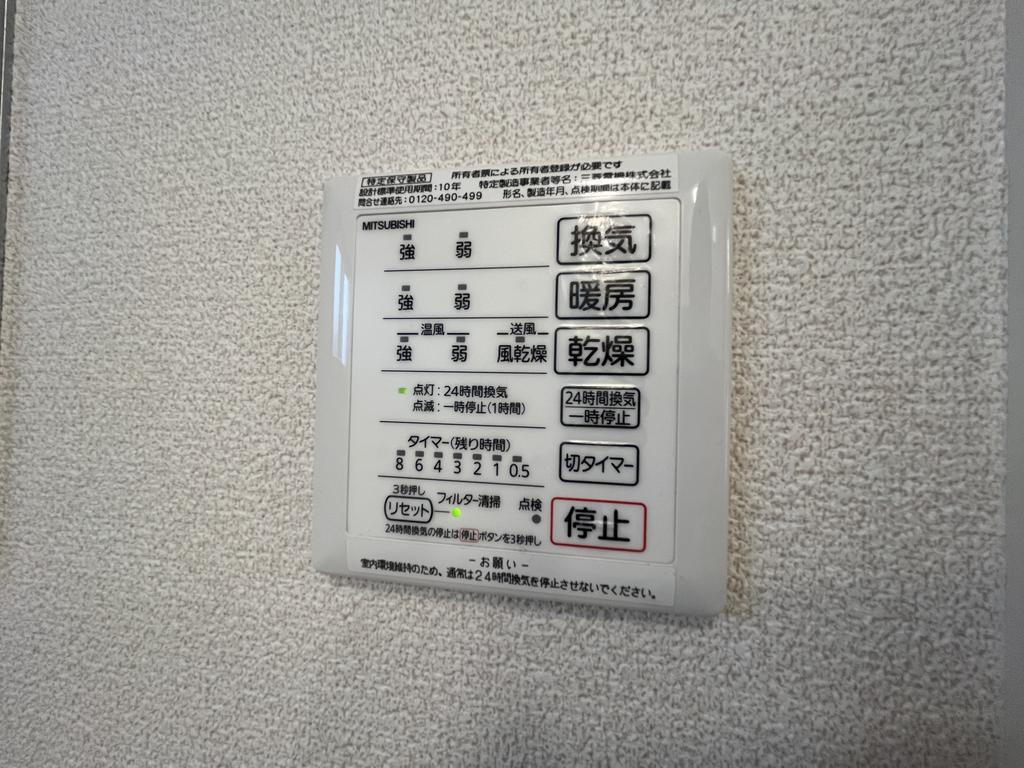 特定保守製品 所有者票による所有者登録が必要です
設計標準使用期間:10年 特定製造事業者等名:三菱電機株式会社
問合せ連絡先:0120-490-499 形名、製造年月、点検期間は本体に記載
MITSUBISHI
強 弱 換気
強 弱 暖房
温風 送風
強 弱 風乾燥 乾燥
点灯:24時間換気
点滅:一時停止(1時間)
24時間換気
一時停止
タイマー(残り時間)
8 6 4 3 2 1 0.5
切タイマー
3秒押し
リセット フィルター清掃 点検
停止
24時間換気の停止は停止ボタンを3秒押し
-お願い-
室内環境維持のため、通常は24時間換気を停止させないでください。